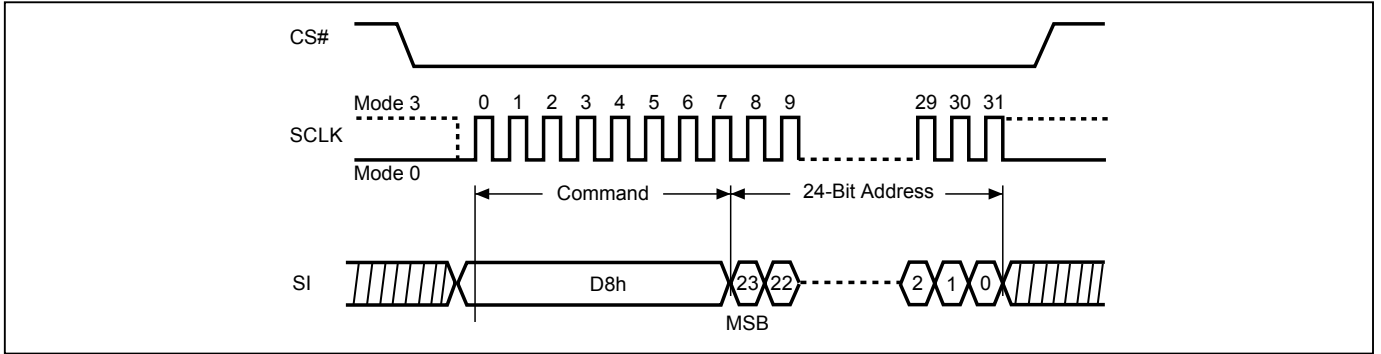 CS#
Mode 3
0 1 2 3 4 5 6 7 8 9 29 30 31
SCLK
Mode 0
Command 24-Bit Address
SI
D8h 23 22 2 1 0
MSB